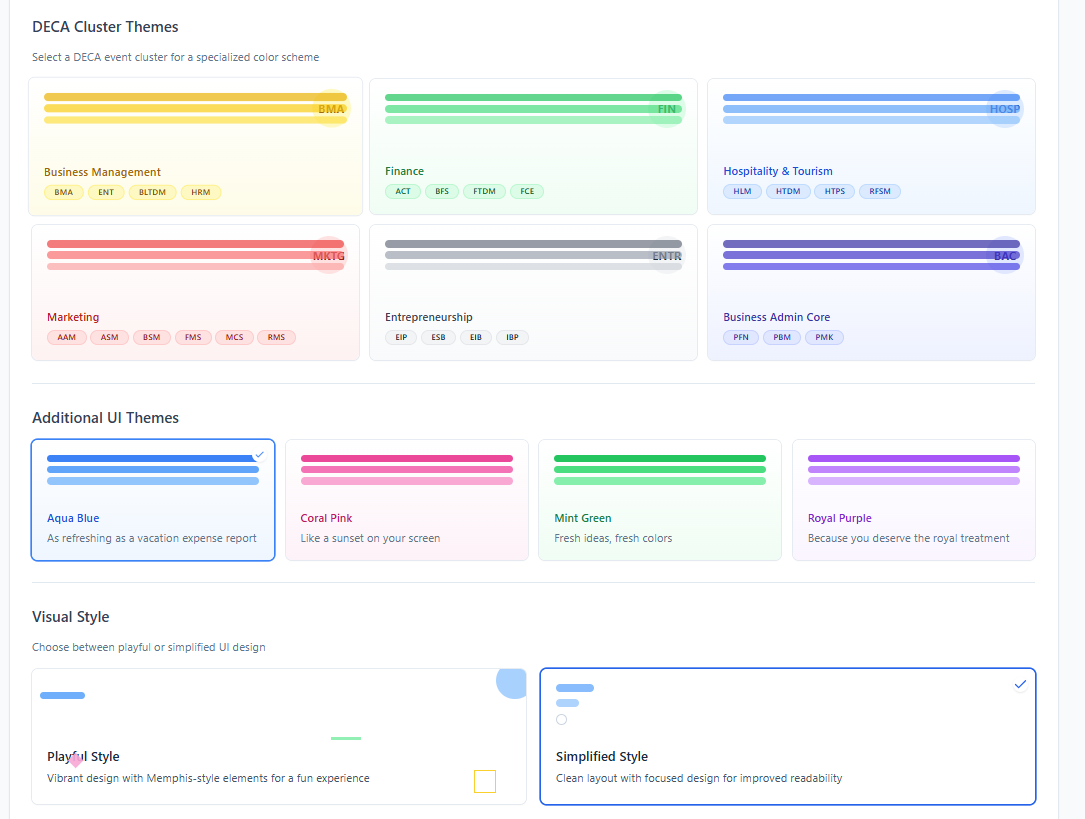 DECA Cluster Themes
Select a DECA event cluster for a specialized color scheme
BMA
Business Management
BMA ENT BLTDM HRM
FIN
Finance
ACT BFS FTDM FCE
HOSP
Hospitality & Tourism
HLM HTDM HTPS RFSM
MKTG
Marketing
AAM ASM BSM FMS MCS RMS
ENTR
Entrepreneurship
EIP ESB EIB IBP
BAC
Business Admin Core
PFN PBM PMK
Additional UI Themes
Aqua Blue
As refreshing as a vacation expense report
Coral Pink
Like a sunset on your screen
Mint Green
Fresh ideas, fresh colors
Royal Purple
Because you deserve the royal treatment
Visual Style
Choose between playful or simplified UI design
Playful Style
Vibrant design with Memphis-style elements for a fun experience
Simplified Style
Clean layout with focused design for improved readability